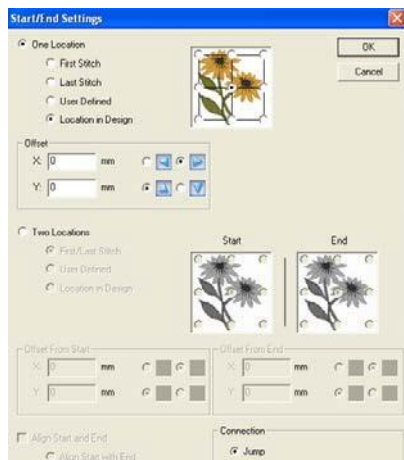 Start/End Settings
One Location
First Stitch
Last Stitch
User Defined
Location in Design
OK
Cancel
Offset
X: 0 mm
Y: 0 mm
Two Locations
First/Last Stitch
User Defined
Location in Design
Start End
Offset From Start
X: 0 mm
Y: 0 mm
Offset From End
X: 0 mm
Y: 0 mm
Align Start and End
Align Start with End
Connection
Jump